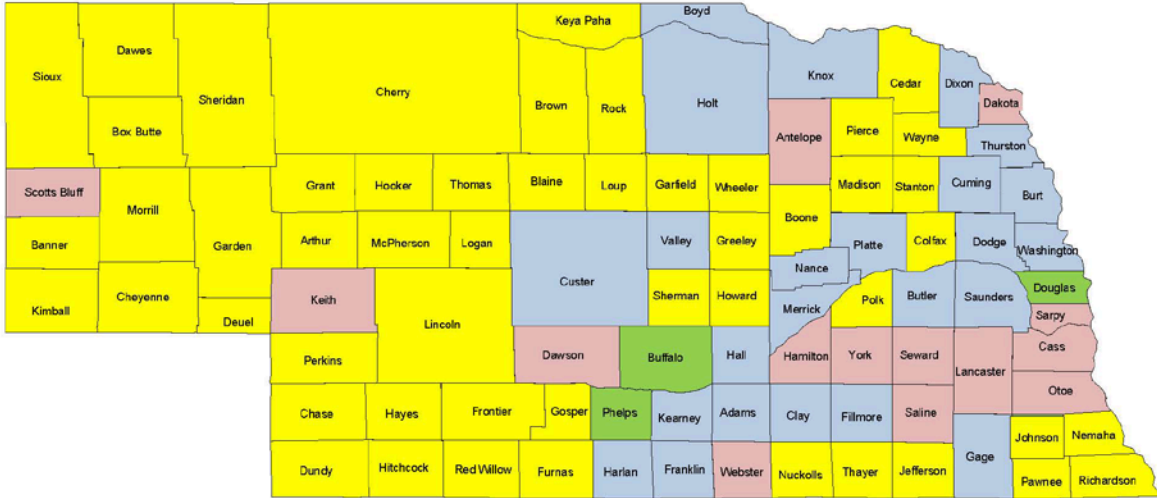 Boyd
Keya Paha
Dawes
Sioux
Knox
Cedar
Dixon
Cherry
Sheridan
Brown
Rock
Holt
Dakota
Box Butte
Antelope
Pierce
Wayne
Thurston
Scotts Bluff
Grant
Hooker
Thomas
Blaine
Loup
Garfield
Wheeler
Madison
Stanton
Cuming
Burt
Morrill
Boone
Banner
Garden
Arthur
McPherson
Logan
Valley
Greeley
Platte
Colfax
Dodge
Washington
Nance
Custer
Kimball
Cheyenne
Deuel
Keith
Lincoln
Sherman
Howard
Merrick
Polk
Butler
Saunders
Douglas
Sarpy
Perkins
Dawson
Buffalo
Hall
Hamilton
York
Seward
Lancaster
Cass
Otoe
Chase
Hayes
Frontier
Gosper
Phelps
Kearney
Adams
Clay
Fillmore
Saline
Johnson
Nemaha
Dundy
Hitchcock
Red Willow
Furnas
Harlan
Franklin
Webster
Nuckolls
Thayer
Jefferson
Gage
Pawnee
Richardson